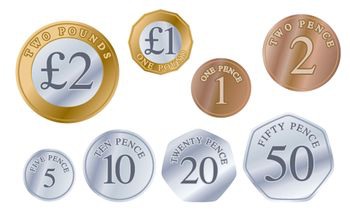 TWO POUNDS
£2
£1
ONE POUND
ONE PENCE
1
TWO PENCE
2
FIVE PENCE
5
TEN PENCE
10
TWENTY PENCE
20
FIFTY PENCE
50